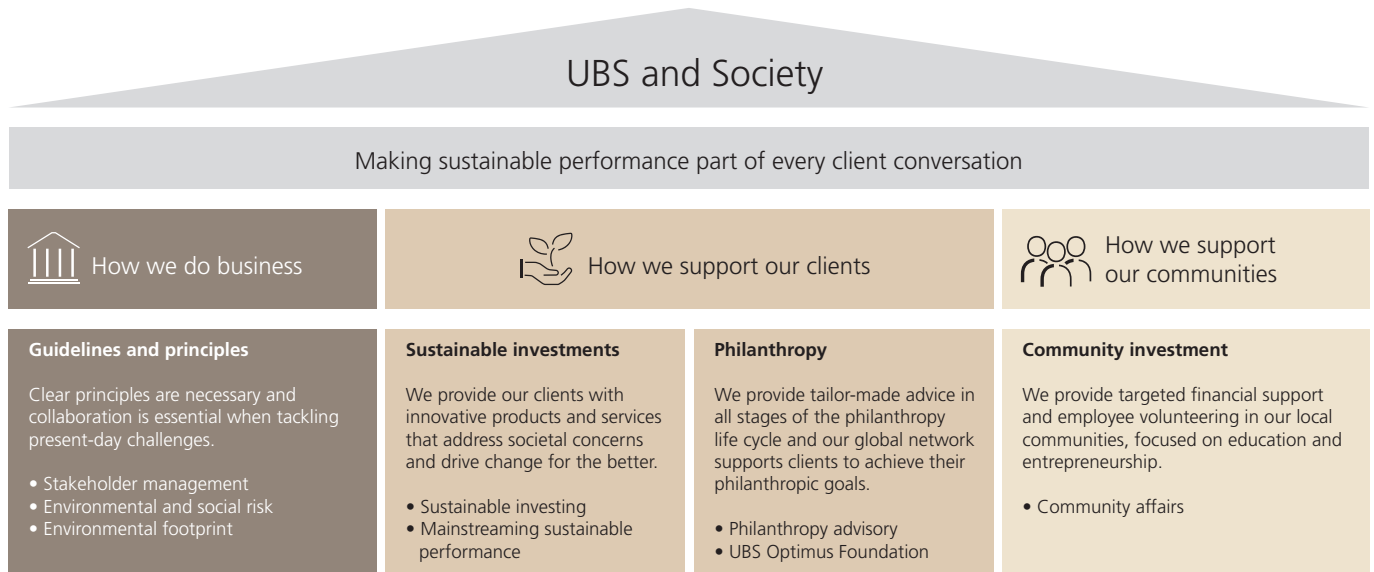 UBS and Society
Making sustainable performance part of every client conversation
How we do business
How we support our clients
How we support
our communities
Guidelines and principles
Clear principles are necessary and
collaboration is essential when tackling
present-day challenges.
• Stakeholder management
• Environmental and social risk
• Environmental footprint
Sustainable investments
We provide our clients with
innovative products and services
that address societal concerns
and drive change for the better.
• Sustainable investing
• Mainstreaming sustainable
performance
Philanthropy
We provide tailor-made advice in
all stages of the philanthropy
life cycle and our global network
supports clients to achieve their
philanthropic goals.
• Philanthropy advisory
• UBS Optimus Foundation
Community investment
We provide targeted financial support
and employee volunteering in our local
communities, focused on education and
entrepreneurship.
• Community affairs